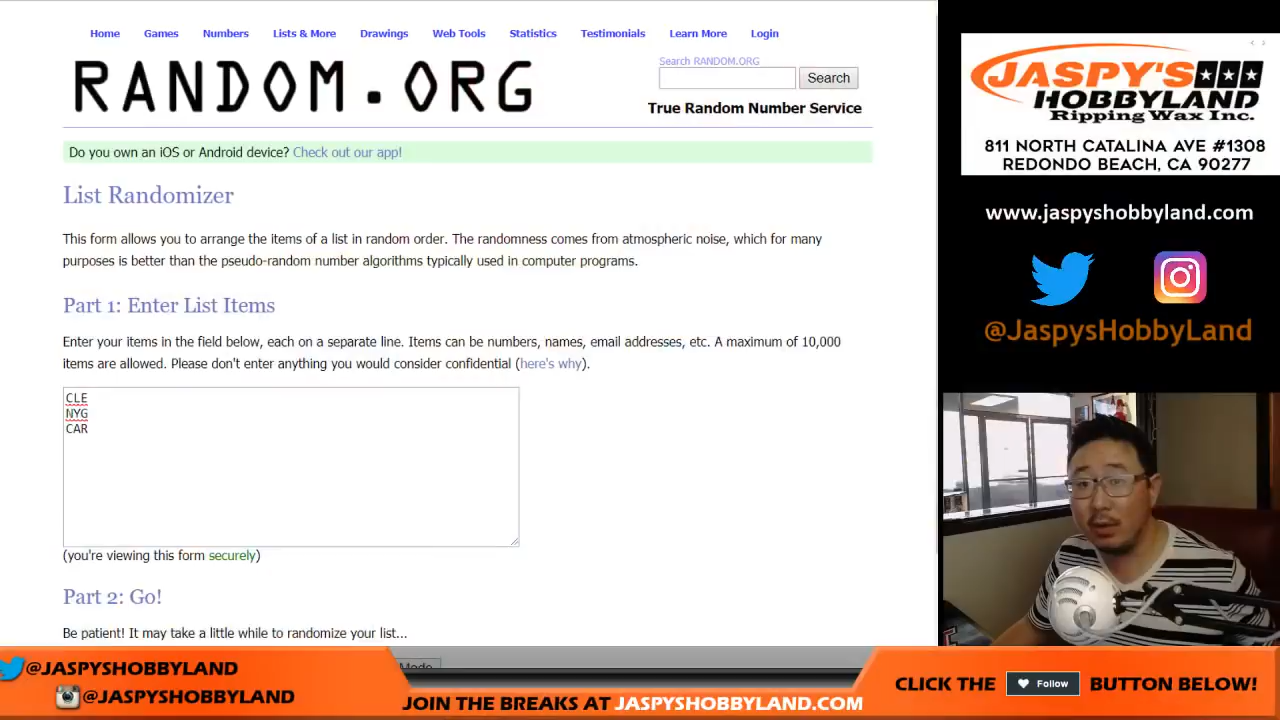 Home Games Numbers Lists & More Drawings Web Tools Statistics Testimonials Learn More Login
RANDOM.ORG
Search RANDOM.ORG
Search
True Random Number Service
Do you own an iOS or Android device? Check out our app!
List Randomizer
This form allows you to arrange the items of a list in random order. The randomness comes from atmospheric noise, which for many
purposes is better than the pseudo-random number algorithms typically used in computer programs.
Part 1: Enter List Items
Enter your items in the field below, each on a separate line. Items can be numbers, names, email addresses, etc. A maximum of 10,000
items are allowed. Please don't enter anything you would consider confidential (here's why).
CLE
NYG
CAR
(you're viewing this form securely)
Part 2: Go!
Be patient! It may take a little while to randomize your list...
Mode
JASPY'S
HOBBYLAND
Ripping Wax Inc.
811 NORTH CATALINA AVE #1308
REDONDO BEACH, CA 90277
www.jaspyshobbyland.com
@JaspysHobbyLand
@JASPYSHOBBYLAND
@JASPYSHOBBYLAND
JOIN THE BREAKS AT JASPYSHOBBYLAND.COM
CLICK THE Follow BUTTON BELOW!